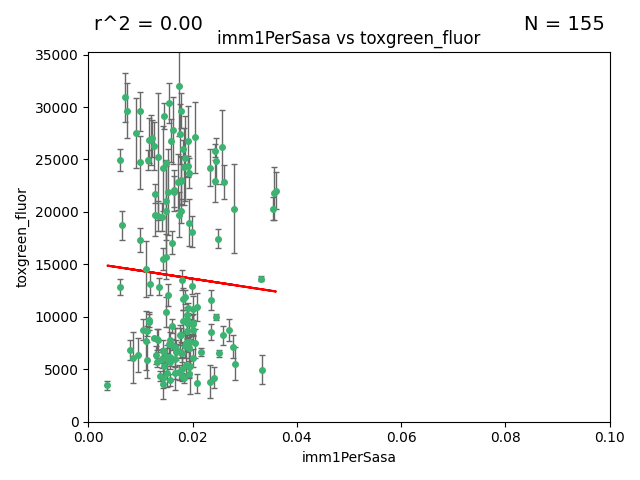 r^2 = 0.00
N = 155
imm1PerSasa vs toxgreen_fluor
35000
30000
25000
20000
15000
10000
5000
0
toxgreen_fluor
0.00
0.02
0.04
0.06
0.08
0.10
imm1PerSasa